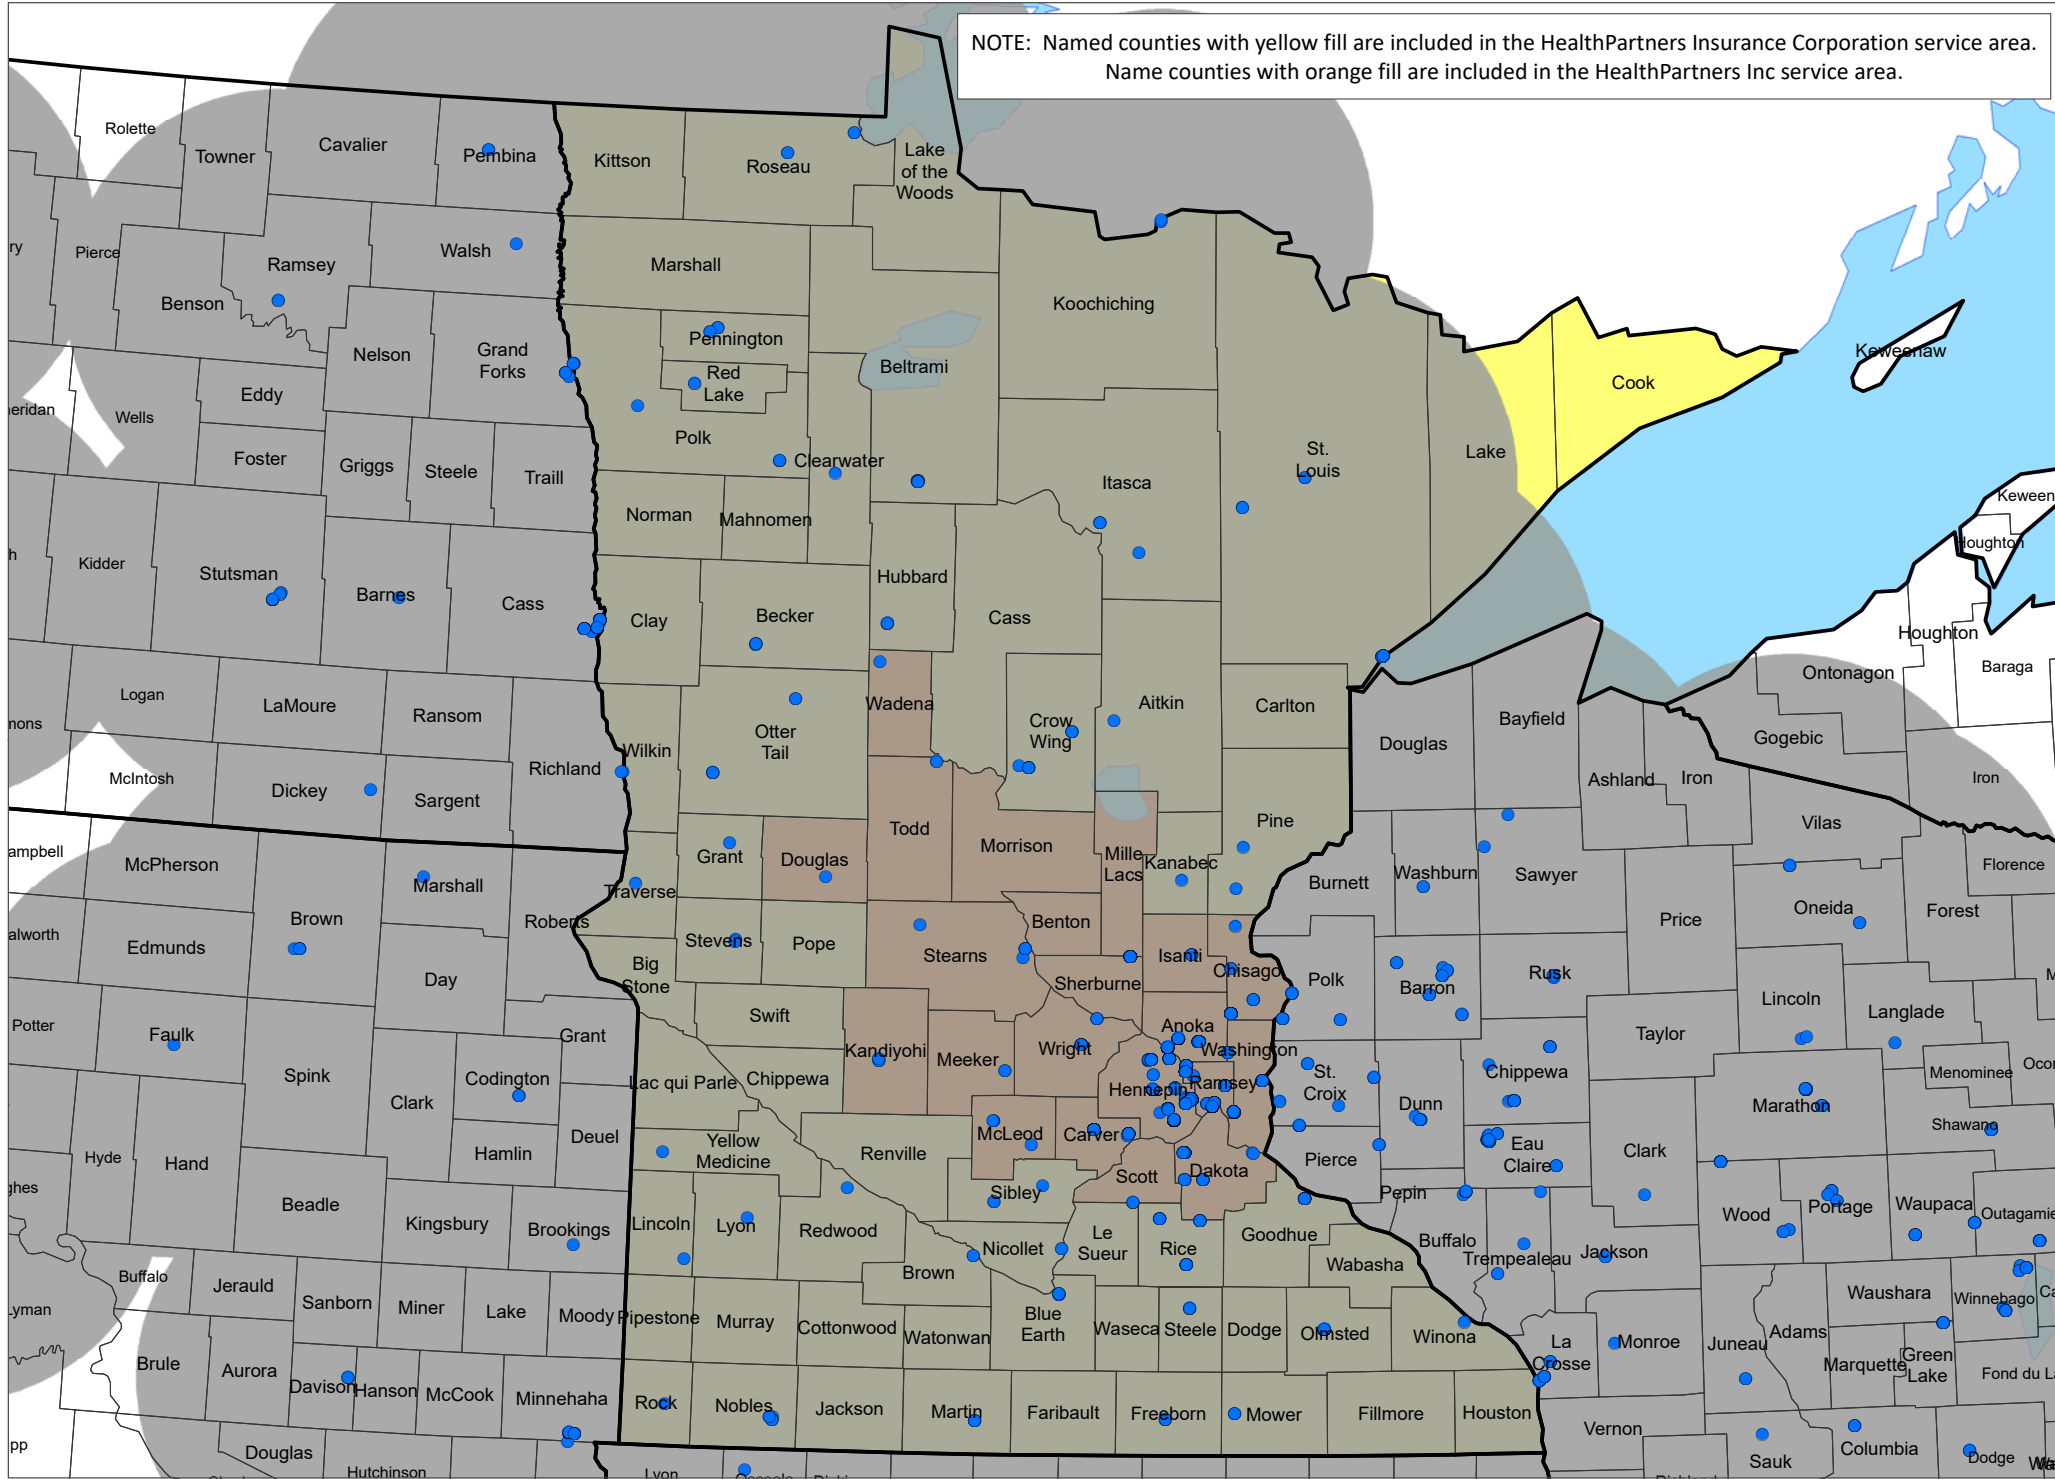 NOTE: Named counties with yellow fill are included in the HealthPartners Insurance Corporation service area.
Name counties with orange fill are included in the HealthPartners Inc service area.
Rolette
Towner
Cavalier
Pembina
Kittson
Roseau
Lake
of the
Woods
ry
Pierce
Benson
Ramsey
Walsh
Marshall
Koochiching
Nelson
Grand
Forks
Pennington
Red
Lake
Beltrami
Keweenaw
Cook
eridan
Wells
Eddy
Foster
Griggs
Steele
Traill
Polk
Clearwater
Itasca
St.
Louis
Lake
Keween
Houghton
h
Kidder
Stutsman
Barnes
Cass
Norman
Mahnomen
Clay
Becker
Hubbard
Cass
Houghton
Baraga
Ontonagon
mons
Logan
LaMoure
Ransom
Richland
Wilkin
Otter
Tail
Wadena
Crow
Wing
Aitkin
Carlton
Douglas
Bayfield
Ashland
Iron
Gogebic
Iron
McIntosh
Dickey
Sargent
Todd
Morrison
Mille
Lacs
Kanabec
Pine
Vilas
Florence
ampbell
McPherson
Marshall
Roberts
Traverse
Grant
Douglas
Burnett
Washburn
Sawyer
Price
Oneida
Forest
alworth
Edmunds
Brown
Day
Big
Stone
Stevens
Pope
Stearns
Benton
Sherburne
Isanti
Chisago
Polk
Barron
Rusk
Lincoln
Langlade
M
Potter
Faulk
Spink
Clark
Codington
Grant
Swift
Kandiyohi
Meeker
Wright
Anoka
Washington
Hennepin
Ramsey
St.
Croix
Dunn
Chippewa
Taylor
Menominee
Ocor
Lac qui Parle
Chippewa
Marathon
Shawano
Hyde
Hand
Hamlin
Deuel
Yellow
Medicine
Renville
McLeod
Carver
Scott
Dakota
Pierce
Pepin
Eau
Claire
Clark
ghes
Beadle
Kingsbury
Brookings
Lincoln
Lyon
Redwood
Sibley
Nicollet
Le
Sueur
Rice
Goodhue
Wabasha
Buffalo
Trempealeau
Jackson
Wood
Portage
Waupaca
Outagamie
Buffalo
Jerauld
Sanborn
Miner
Lake
Moody
Pipestone
Murray
Cottonwood
Brown
Watonwan
Blue
Earth
Waseca
Steele
Dodge
Olmsted
Winona
La
Crosse
Monroe
Juneau
Adams
Waushara
Winnebago
Ca
Marquette
Green
Lake
Fond du La
Lyman
Brule
Aurora
Davison
Hanson
McCook
Minnehaha
Rock
Nobles
Jackson
Martin
Faribault
Freeborn
Mower
Fillmore
Houston
Vernon
Sauk
Columbia
Dodge
pp
Douglas
Hutchinson
Lyon